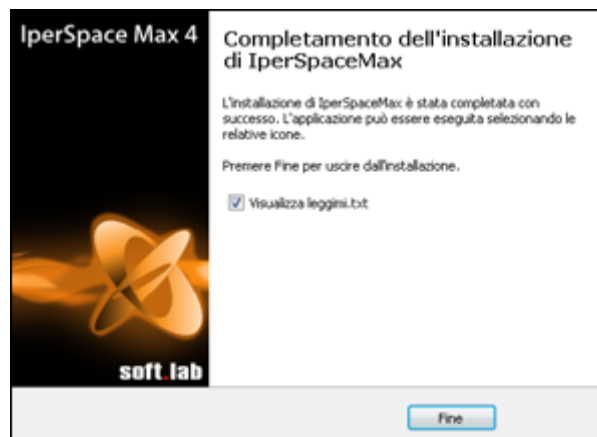 IperSpace Max 4
Completamento dell'installazione
di IperSpaceMax
L'installazione di IperSpaceMax è stata completata con
successo. L'applicazione può essere eseguita selezionando le
relative icone.
Premere Fine per uscire dall'installazione.
Visualizza leggimi.txt
soft.lab
Fine